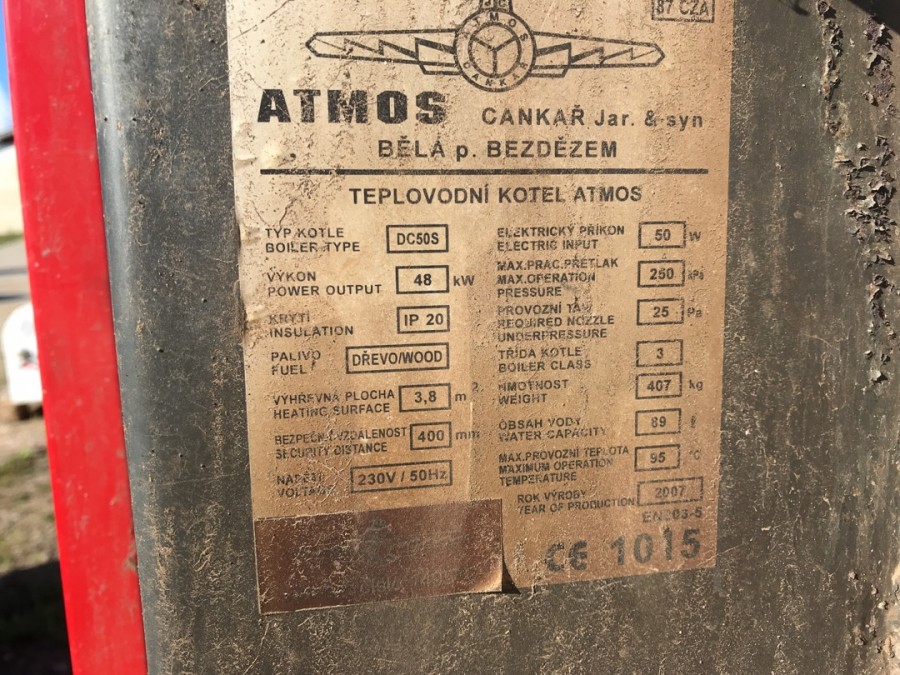 87 CZA
ATMOS
CANKAŘ
ATMOS CANKAŘ Jar. & syn
BĚLÁ p. BEZDĚZEM
TEPLOVODNÍ KOTEL ATMOS
TYP KOTLE
BOILER TYPE DC50S
VÝKON
POWER OUTPUT 48 kW
KRYTÍ
INSULATION IP 20
PALIVO
FUEL DŘEVO/WOOD
VÝHŘEVNÁ PLOCHA
HEATING SURFACE 3,8 m²
BEZPEČNÁ VZDÁLENOST
SECURITY DISTANCE 400 mm
NAPĚTÍ
VOLTAGE 230V / 50Hz
ELEKTRICKÝ PŘÍKON
ELECTRIC INPUT 50 W
MAX.PRAC.PŘETLAK
MAX.OPERATION
PRESSURE 250 kPa
PROVOZNÍ TAH
REQUIRED NOZZLE
UNDERPRESSURE 25 Pa
TŘÍDA KOTLE
BOILER CLASS 3
HMOTNOST
WEIGHT 407 kg
OBSAH VODY
WATER CAPACITY 89 ℓ
MAX.PROVOZNÍ TEPLOTA
MAXIMUM OPERATION
TEMPERATURE 95 °C
ROK VÝROBY
YEAR OF PRODUCTION 2007
EN303-5
CE 1015